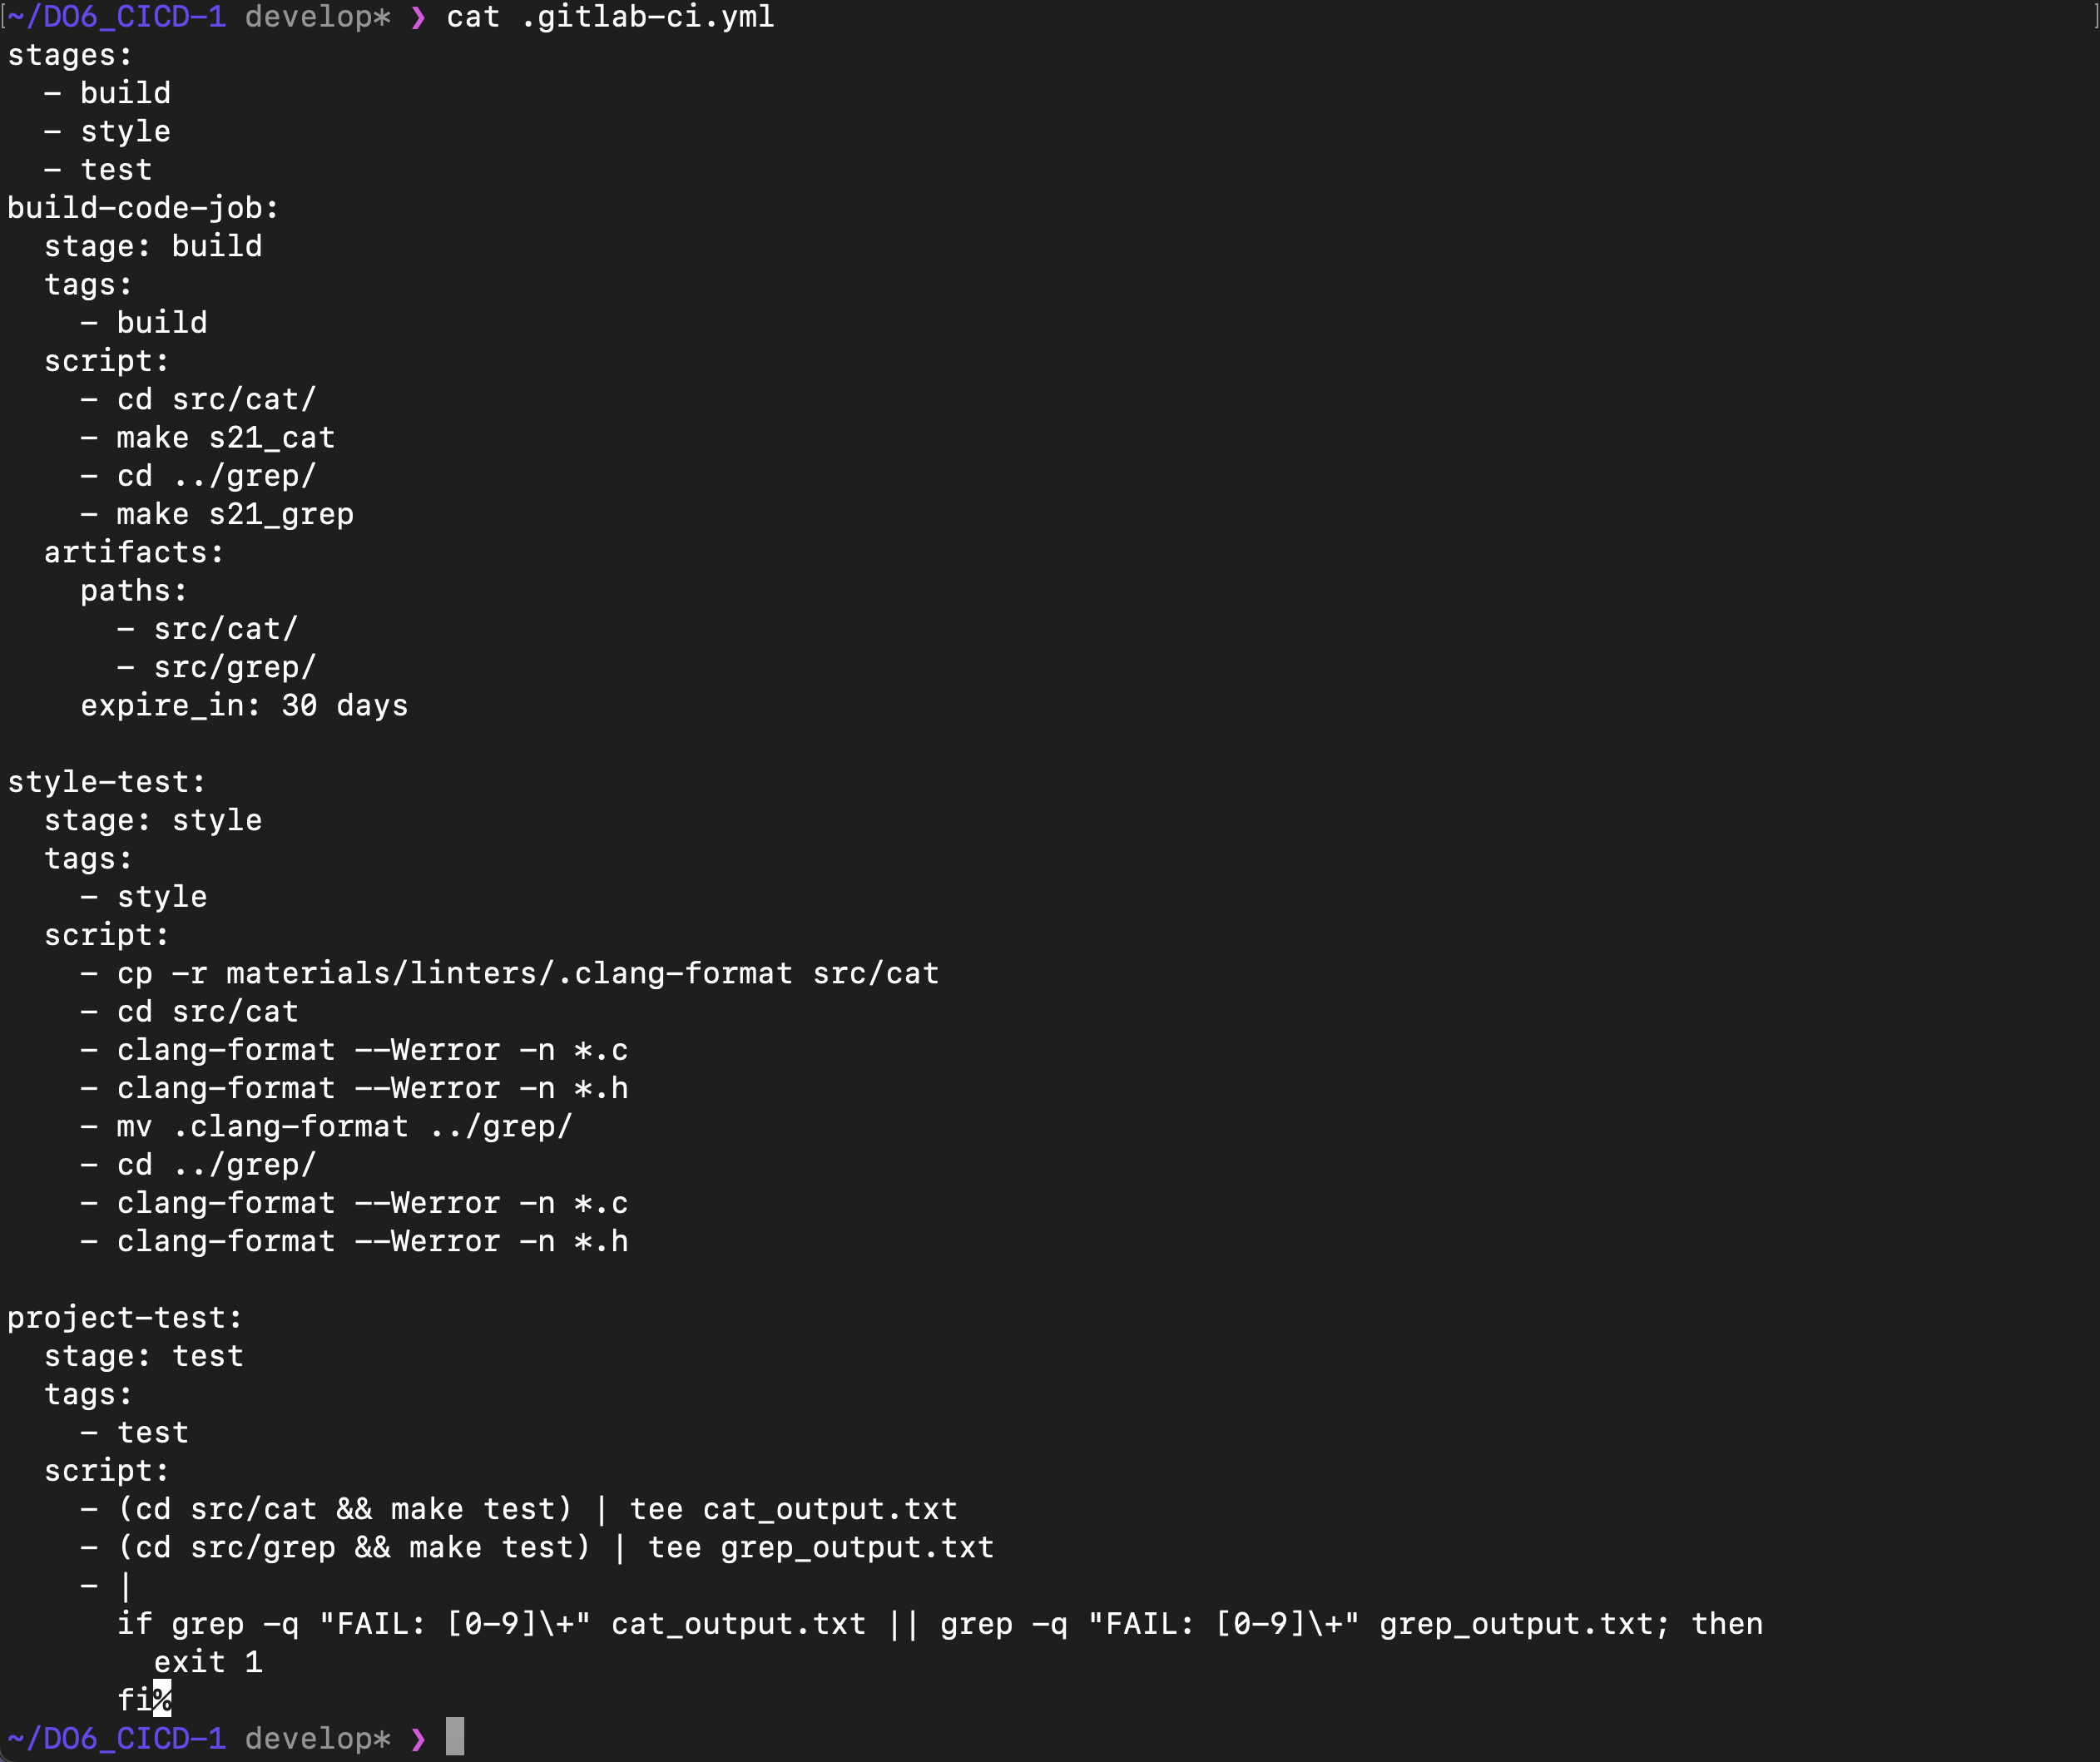 [~/DO6_CICD-1 develop* ❯ cat .gitlab-ci.yml ]
stages:
  - build
  - style
  - test
build-code-job:
  stage: build
  tags:
    - build
  script:
    - cd src/cat/
    - make s21_cat
    - cd ../grep/
    - make s21_grep
  artifacts:
    paths:
      - src/cat/
      - src/grep/
    expire_in: 30 days

style-test:
  stage: style
  tags:
    - style
  script:
    - cp -r materials/linters/.clang-format src/cat
    - cd src/cat
    - clang-format --Werror -n *.c
    - clang-format --Werror -n *.h
    - mv .clang-format ../grep/
    - cd ../grep/
    - clang-format --Werror -n *.c
    - clang-format --Werror -n *.h

project-test:
  stage: test
  tags:
    - test
  script:
    - (cd src/cat && make test) | tee cat_output.txt
    - (cd src/grep && make test) | tee grep_output.txt
    - |
      if grep -q "FAIL: [0-9]\+" cat_output.txt || grep -q "FAIL: [0-9]\+" grep_output.txt; then
        exit 1
      fi%
~/DO6_CICD-1 develop* ❯